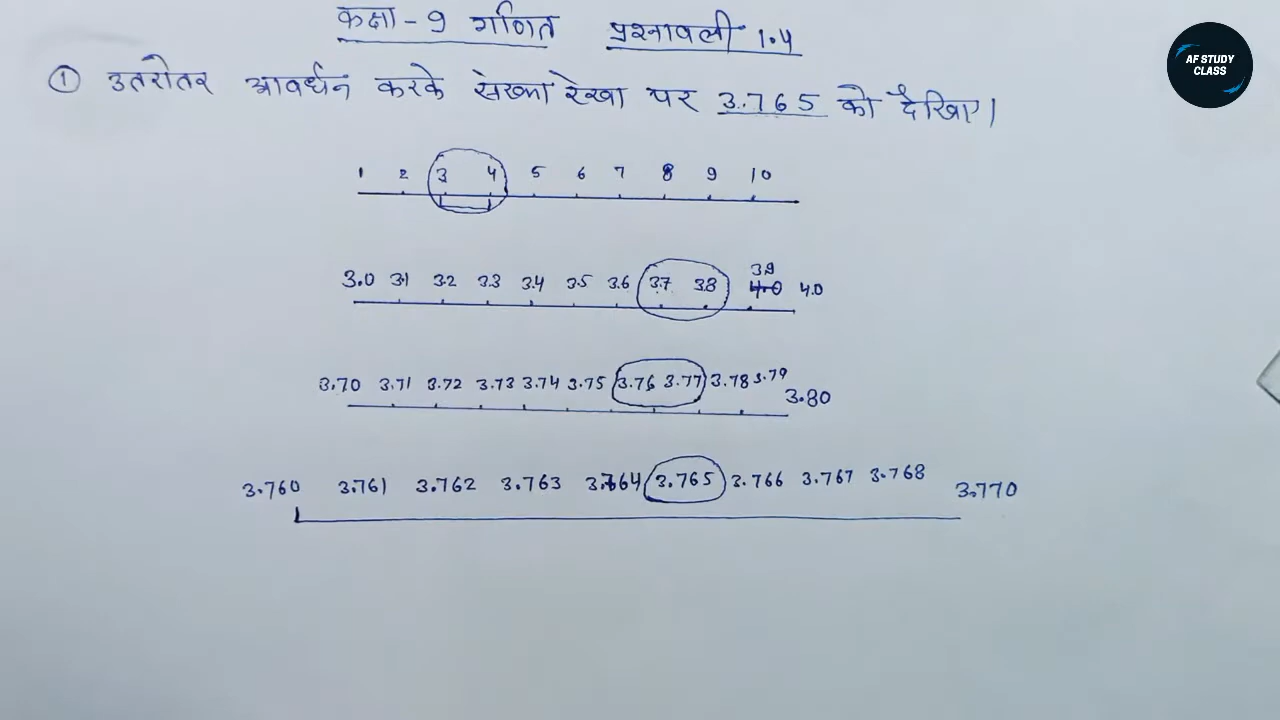 कक्षा - 9 गणित प्रश्नावली 1.4
AF STUDY
CLASS
① उतरोतर आवर्धन करके संख्या रेखा पर 3.765 को देखिए।
1 2 3 4 5 6 7 8 9 10
3.9
3.0 3.1 3.2 3.3 3.4 3.5 3.6 3.7 3.8 4.0 4.0
3.70 3.71 3.72 3.73 3.74 3.75 3.76 3.77 3.78 3.79
3.80
3.760 3.761 3.762 3.763 3.764 3.765 3.766 3.767 3.768 3.770